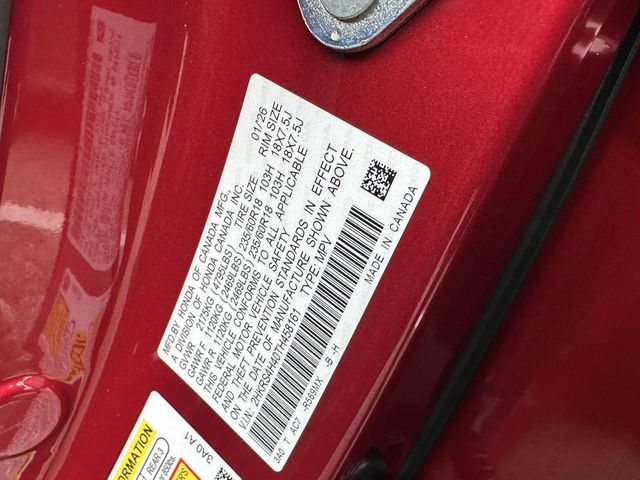 MFD BY HONDA OF CANADA MFG.
A DIVISION OF HONDA CANADA INC. 01/26
GVWR 2175KG (4795LBS) TIRE SIZE RIM SIZE
GAWR F 1120KG (2469LBS) 235/60R18 103H 18X7.5J
GAWR R 1120KG (2469LBS) 235/60R18 103H 18X7.5J
THIS VEHICLE CONFORMS TO ALL APPLICABLE
FEDERAL MOTOR VEHICLE SAFETY
AND THEFT PREVENTION STANDARDS IN EFFECT
ON THE DATE OF MANUFACTURE SHOWN ABOVE.
V.I.N.: 2HKRS4H40TH458161 TYPE: MPV
3A0 T AC7 -R569MX -B -H
MADE IN CANADA
3A0 A1
REAR 3